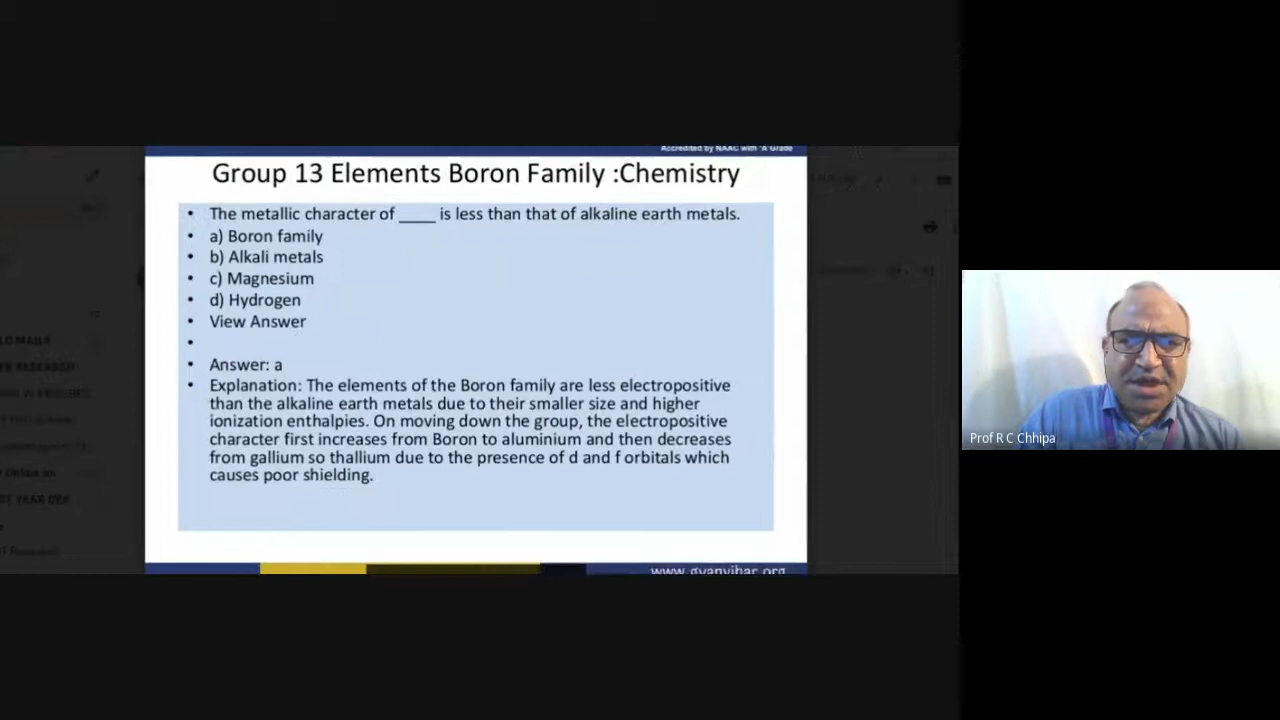 Accredited by NAAC with 'A' Grade
Group 13 Elements Boron Family :Chemistry
• The metallic character of ____ is less than that of alkaline earth metals.
• a) Boron family
• b) Alkali metals
• c) Magnesium
• d) Hydrogen
• View Answer
•
• Answer: a
• Explanation: The elements of the Boron family are less electropositive
than the alkaline earth metals due to their smaller size and higher
ionization enthalpies. On moving down the group, the electropositive
character first increases from Boron to aluminium and then decreases
from gallium so thallium due to the presence of d and f orbitals which
causes poor shielding.
www.gyanvihar.org
Prof R C Chhipa